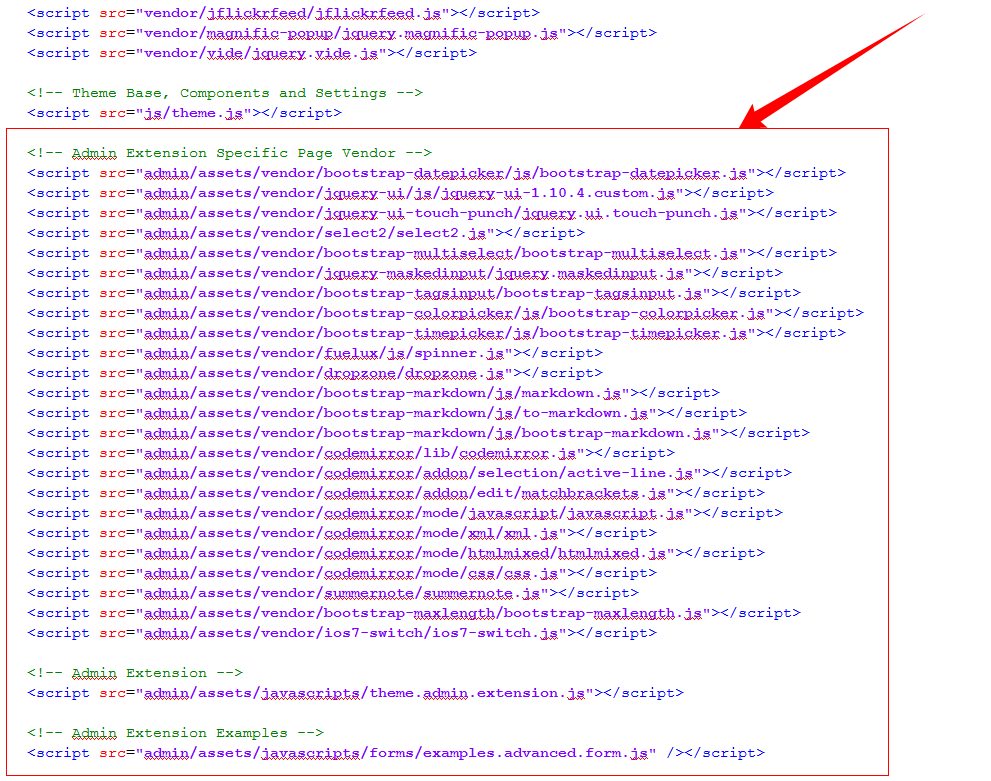 <script src="vendor/jflickrfeed/jflickrfeed.js"></script>
<script src="vendor/magnific-popup/jquery.magnific-popup.js"></script>
<script src="vendor/vide/jquery.vide.js"></script>
<!-- Theme Base, Components and Settings -->
<script src="js/theme.js"></script>
<!-- Admin Extension Specific Page Vendor -->
<script src="admin/assets/vendor/bootstrap-datepicker/js/bootstrap-datepicker.js"></script>
<script src="admin/assets/vendor/jquery-ui/js/jquery-ui-1.10.4.custom.js"></script>
<script src="admin/assets/vendor/jquery-ui-touch-punch/jquery.ui.touch-punch.js"></script>
<script src="admin/assets/vendor/select2/select2.js"></script>
<script src="admin/assets/vendor/bootstrap-multiselect/bootstrap-multiselect.js"></script>
<script src="admin/assets/vendor/jquery-maskedinput/jquery.maskedinput.js"></script>
<script src="admin/assets/vendor/bootstrap-tagsinput/bootstrap-tagsinput.js"></script>
<script src="admin/assets/vendor/bootstrap-colorpicker/js/bootstrap-colorpicker.js"></script>
<script src="admin/assets/vendor/bootstrap-timepicker/js/bootstrap-timepicker.js"></script>
<script src="admin/assets/vendor/fuelux/js/spinner.js"></script>
<script src="admin/assets/vendor/dropzone/dropzone.js"></script>
<script src="admin/assets/vendor/bootstrap-markdown/js/markdown.js"></script>
<script src="admin/assets/vendor/bootstrap-markdown/js/to-markdown.js"></script>
<script src="admin/assets/vendor/bootstrap-markdown/js/bootstrap-markdown.js"></script>
<script src="admin/assets/vendor/codemirror/lib/codemirror.js"></script>
<script src="admin/assets/vendor/codemirror/addon/selection/active-line.js"></script>
<script src="admin/assets/vendor/codemirror/addon/edit/matchbrackets.js"></script>
<script src="admin/assets/vendor/codemirror/mode/javascript/javascript.js"></script>
<script src="admin/assets/vendor/codemirror/mode/xml/xml.js"></script>
<script src="admin/assets/vendor/codemirror/mode/htmlmixed/htmlmixed.js"></script>
<script src="admin/assets/vendor/codemirror/mode/css/css.js"></script>
<script src="admin/assets/vendor/summernote/summernote.js"></script>
<script src="admin/assets/vendor/bootstrap-maxlength/bootstrap-maxlength.js"></script>
<script src="admin/assets/vendor/ios7-switch/ios7-switch.js"></script>
<!-- Admin Extension -->
<script src="admin/assets/javascripts/theme.admin.extension.js"></script>
<!-- Admin Extension Examples -->
<script src="admin/assets/javascripts/forms/examples.advanced.form.js" /></script>